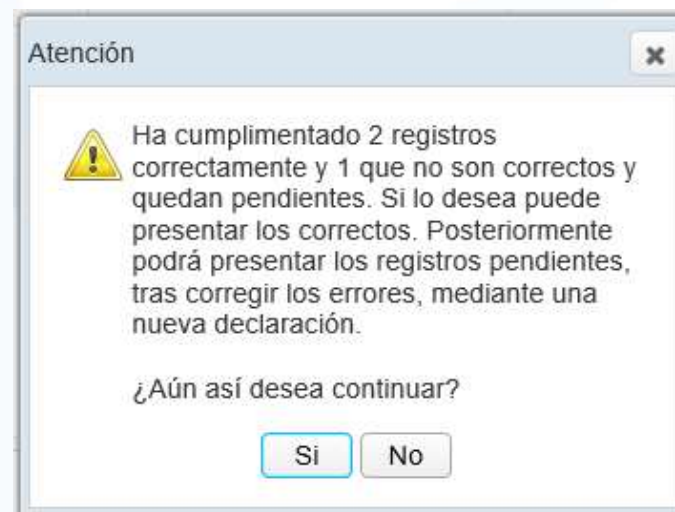 Atención
Ha cumplimentado 2 registros
correctamente y 1 que no son correctos y
quedan pendientes. Si lo desea puede
presentar los correctos. Posteriormente
podrá presentar los registros pendientes,
tras corregir los errores, mediante una
nueva declaración.
¿Aún así desea continuar?
Si No